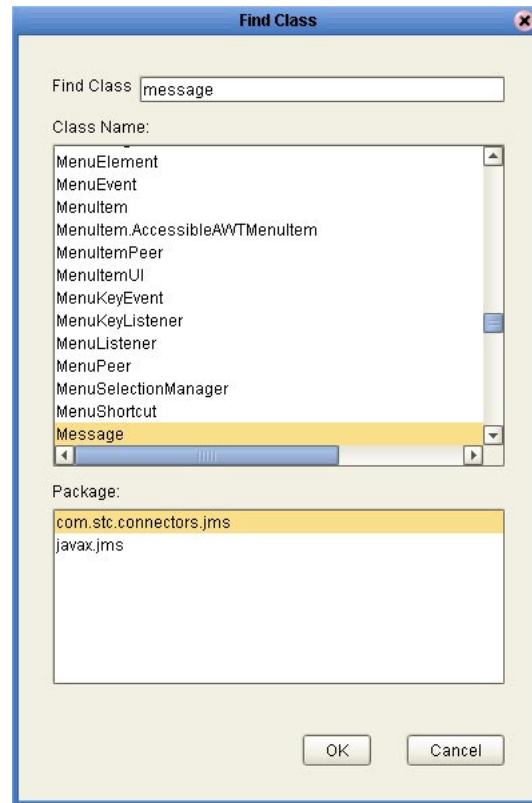 Find Class
Find Class message
Class Name:
MenuElement
MenuEvent
MenuItem
MenuItem.AccessibleAWTMenuItem
MenuItemPeer
MenuItemUI
MenuKeyEvent
MenuKeyListener
MenuListener
MenuPeer
MenuSelectionManager
MenuShortcut
Message
Package:
com.stc.connectors.jms
javax.jms
OK Cancel